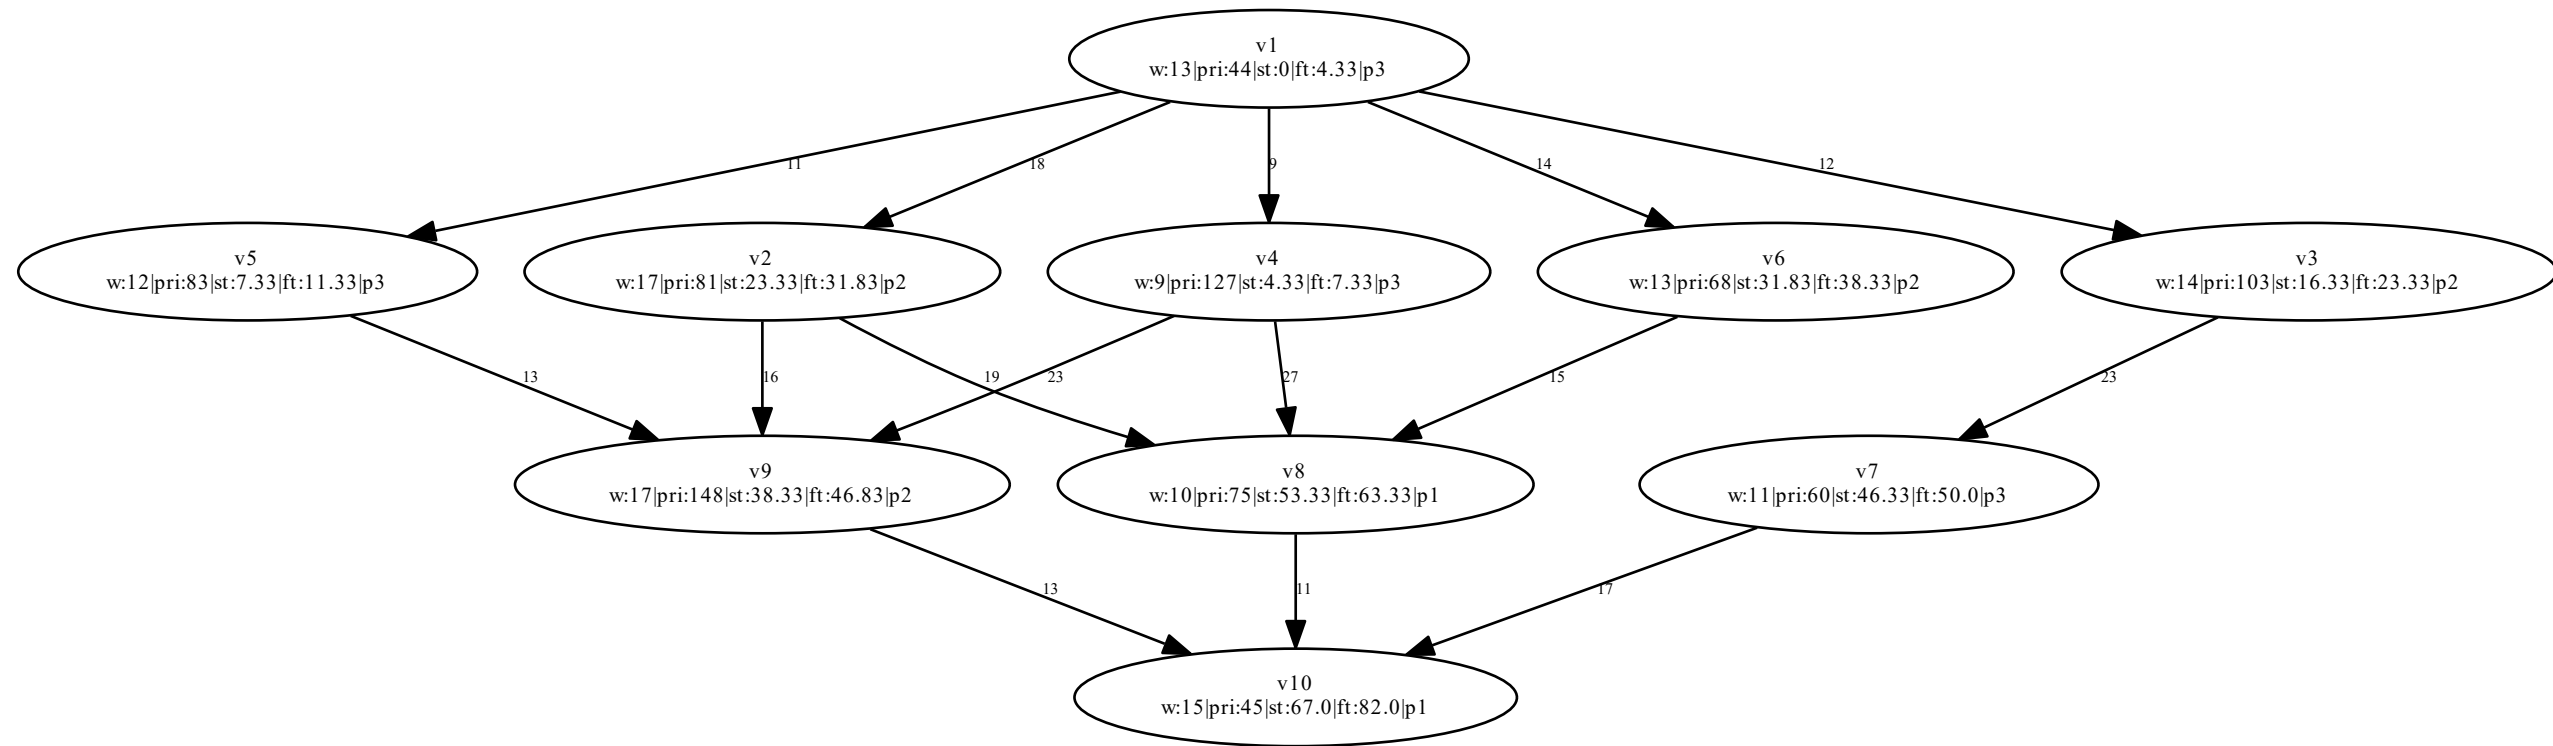 v1
w:13|pri:44|st:0|ft:4.33|p3
11
18
9
14
12
v5
w:12|pri:83|st:7.33|ft:11.33|p3
v2
w:17|pri:81|st:23.33|ft:31.83|p2
v4
w:9|pri:127|st:4.33|ft:7.33|p3
v6
w:13|pri:68|st:31.83|ft:38.33|p2
v3
w:14|pri:103|st:16.33|ft:23.33|p2
13
16
19
23
27
15
23
v9
w:17|pri:148|st:38.33|ft:46.83|p2
v8
w:10|pri:75|st:53.33|ft:63.33|p1
v7
w:11|pri:60|st:46.33|ft:50.0|p3
13
11
17
v10
w:15|pri:45|st:67.0|ft:82.0|p1